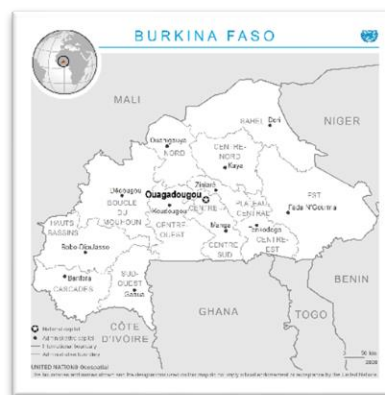 BURKINA FASO
MALI
NIGER
SAHEL
Dori
Ouahigouya
NORD
CENTRE-
NORD
Kaya
Dédougou
BOUCLE
DU
MOUHOUN
Ziniaré
Ouagadougou
CENTRE
Koudougou
PLATEAU
CENTRAL
EST
Fada N'Gourma
HAUTS
BASSINS
CENTRE-
OUEST
Manga
Tenkodogo
CENTRE-
EST
Bobo-Dioulasso
CENTRE
SUD
Banfora
CASCADES
SUD-
OUEST
Gaoua
BENIN
GHANA
TOGO
CÔTE
D'IVOIRE
National capital
Administrative capital
International boundary
Administrative boundary
UNITED NATIONS Geospatial